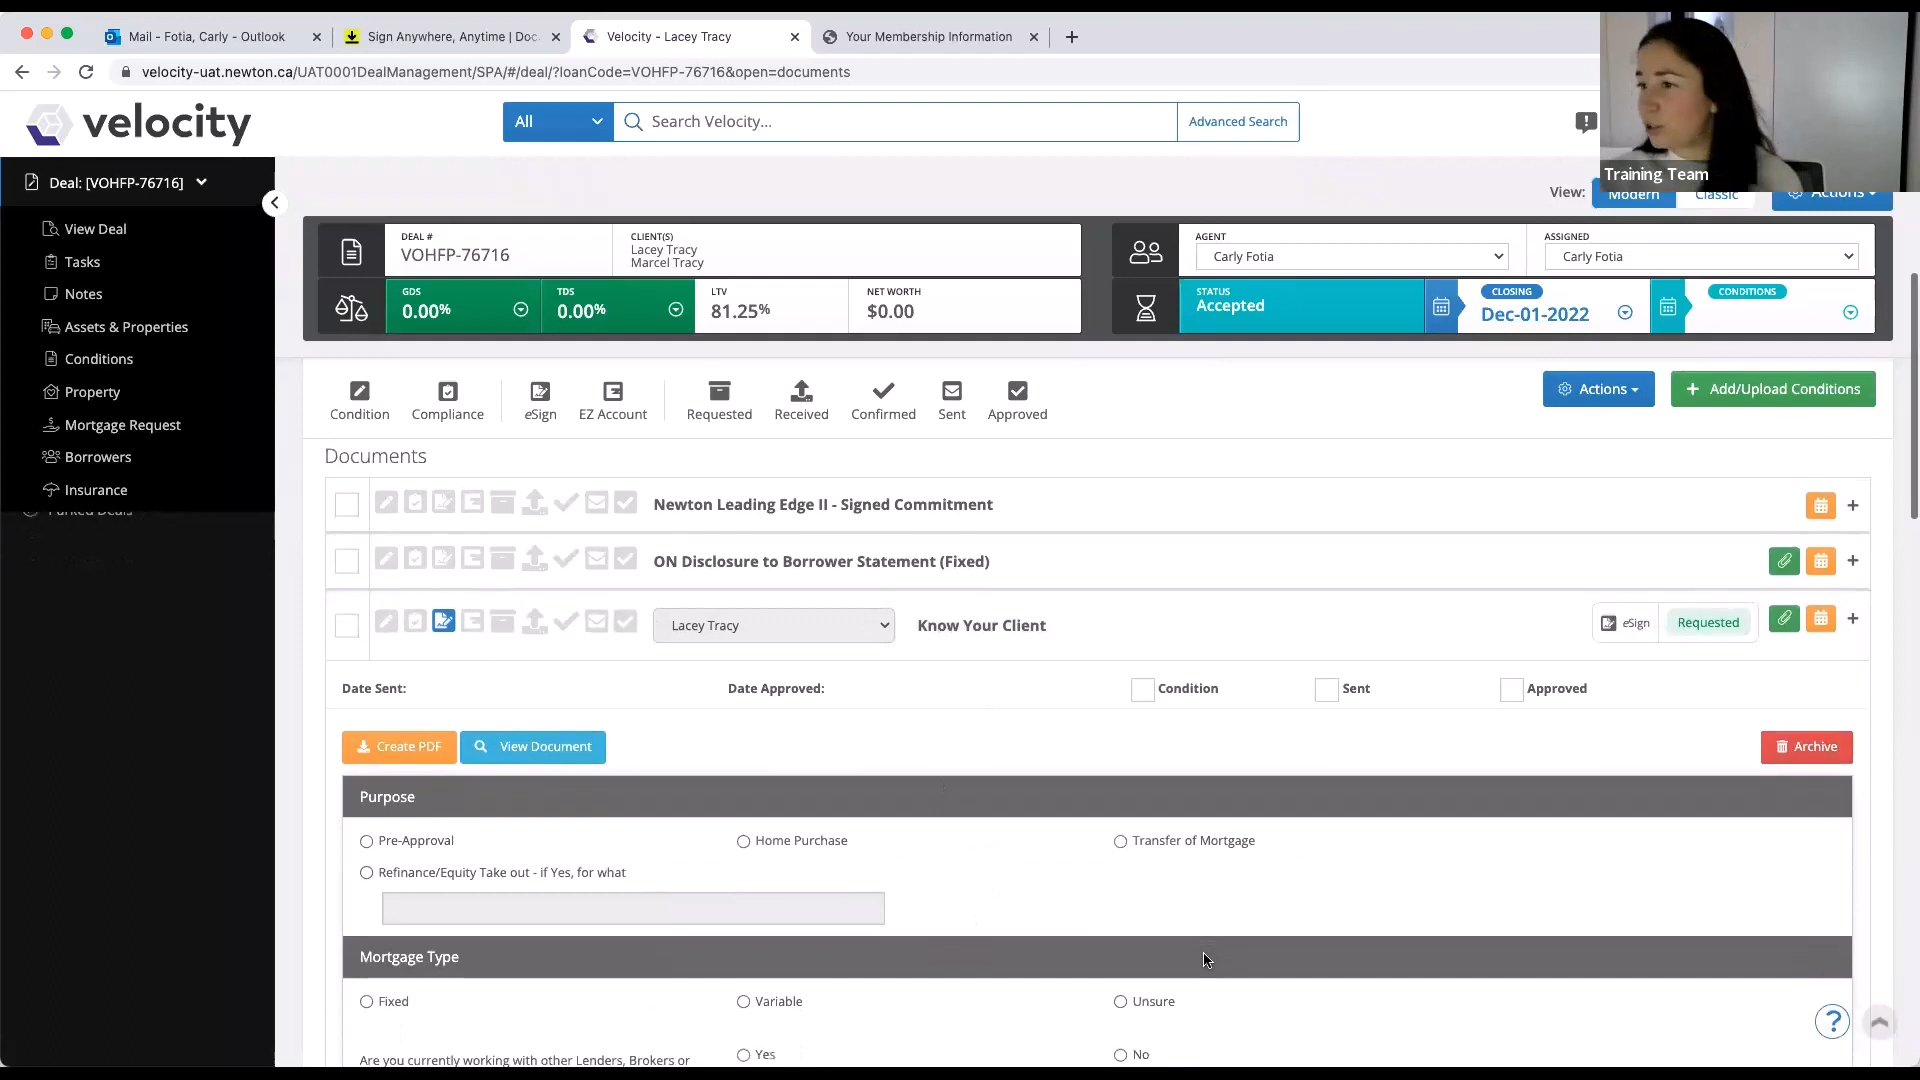 Mail - Fotia, Carly - Outlook
Sign Anywhere, Anytime | Doc
Velocity - Lacey Tracy
Your Membership Information
velocity-uat.newton.ca/UAT0001DealManagement/SPA/#/deal/?loanCode=VOHFP-76716&open=documents
velocity
All
Search Velocity...
Advanced Search
Training Team
Deal: [VOHFP-76716]
View Deal
Tasks
Notes
Assets & Properties
Conditions
Property
Mortgage Request
Borrowers
Insurance
Parked Deals
View:
Modern
Classic
Actions
DEAL #
VOHFP-76716
CLIENT(S)
Lacey Tracy
Marcel Tracy
AGENT
Carly Fotia
ASSIGNED
Carly Fotia
GDS
0.00%
TDS
0.00%
LTV
81.25%
NET WORTH
$0.00
STATUS
Accepted
CLOSING
Dec-01-2022
CONDITIONS
Condition
Compliance
eSign
EZ Account
Requested
Received
Confirmed
Sent
Approved
Actions
+ Add/Upload Conditions
Documents
Newton Leading Edge II - Signed Commitment
ON Disclosure to Borrower Statement (Fixed)
Lacey Tracy
Know Your Client
eSign
Requested
Date Sent:
Date Approved:
Condition
Sent
Approved
Create PDF
View Document
Archive
Purpose
Pre-Approval
Home Purchase
Transfer of Mortgage
Refinance/Equity Take out - if Yes, for what
Mortgage Type
Fixed
Variable
Unsure
Are you currently working with other Lenders, Brokers or
Yes
No